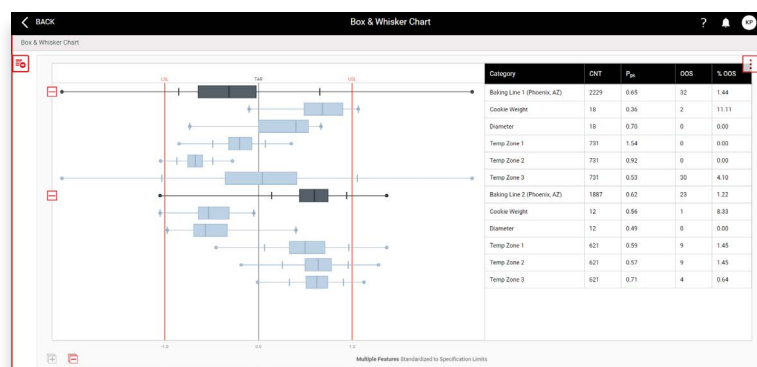 BACK
Box & Whisker Chart
?
KP
Box & Whisker Chart
LSL TAR USL
Category CNT Ppk OOS % OOS
Baking Line 1 (Phoenix, AZ) 2229 0.65 32 1.44
Cookie Weight 18 0.36 2 11.11
Diameter 18 0.70 0 0.00
Temp Zone 1 731 1.54 0 0.00
Temp Zone 2 731 0.92 0 0.00
Temp Zone 3 731 0.53 30 4.10
Baking Line 2 (Phoenix, AZ) 1887 0.62 23 1.22
Cookie Weight 12 0.56 1 8.33
Diameter 12 0.49 0 0.00
Temp Zone 1 621 0.59 9 1.45
Temp Zone 2 621 0.57 9 1.45
Temp Zone 3 621 0.71 4 0.64
-1.0 0.0 1.0
Multiple Features Standardized to Specification Limits